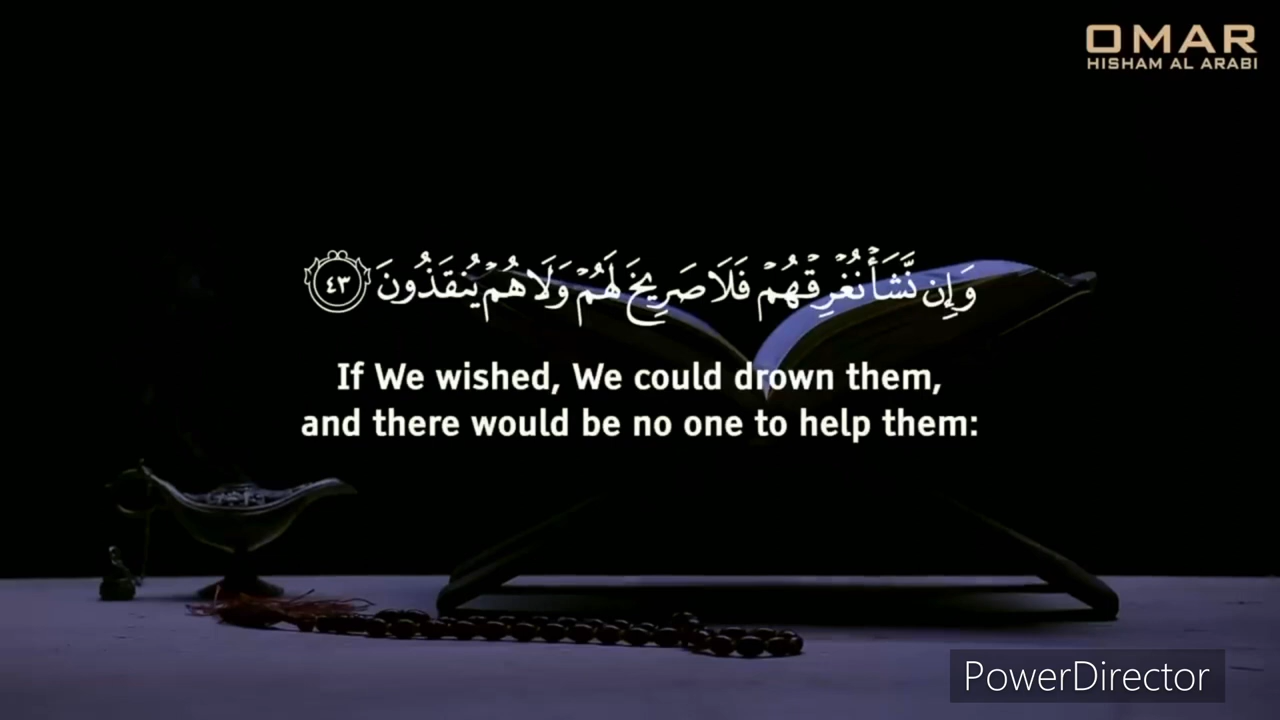 OMAR
HISHAM AL ARABI
وَإِن نَّشَأْ نُغْرِقْهُمْ فَلَا صَرِيخَ لَهُمْ وَلَا هُمْ يُنقَذُونَ ٤٣
If We wished, We could drown them,
and there would be no one to help them:
PowerDirector